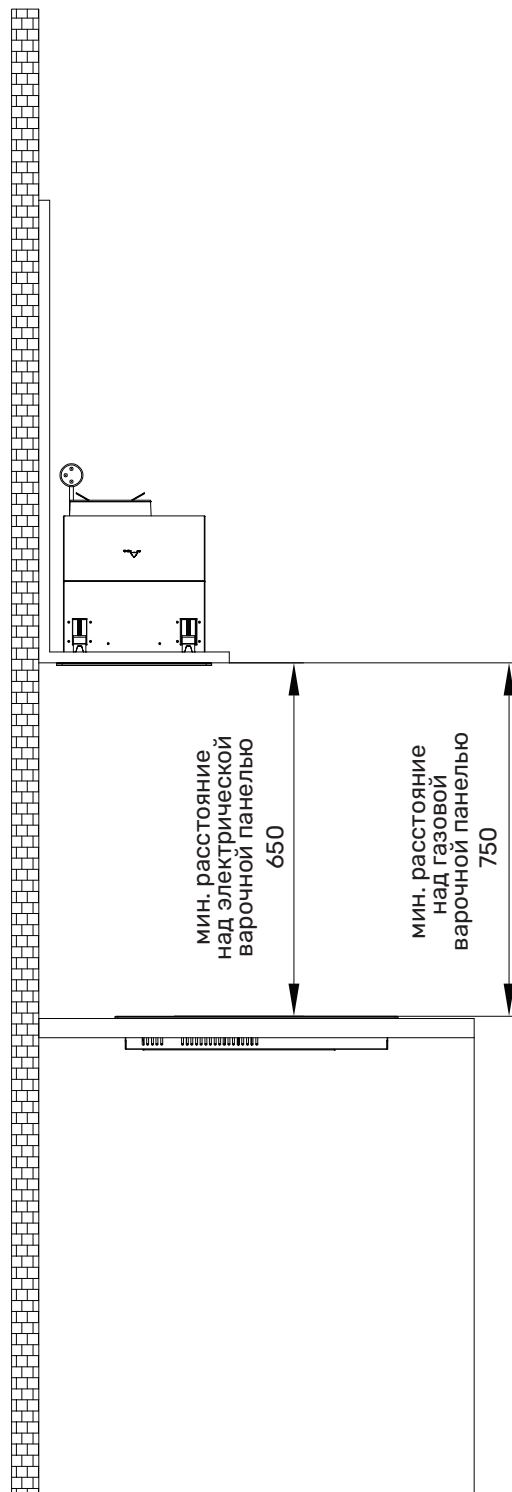 мин. расстояние
над электрической
варочной панелью
650
мин. расстояние
над газовой
варочной панелью
750